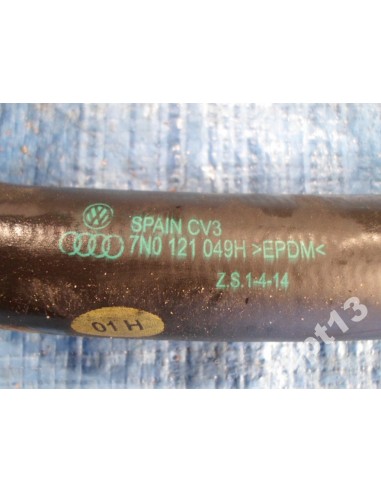 SPAIN CV3
7N0 121 049H >EPDM<
Z.S.1-4-14
01 H